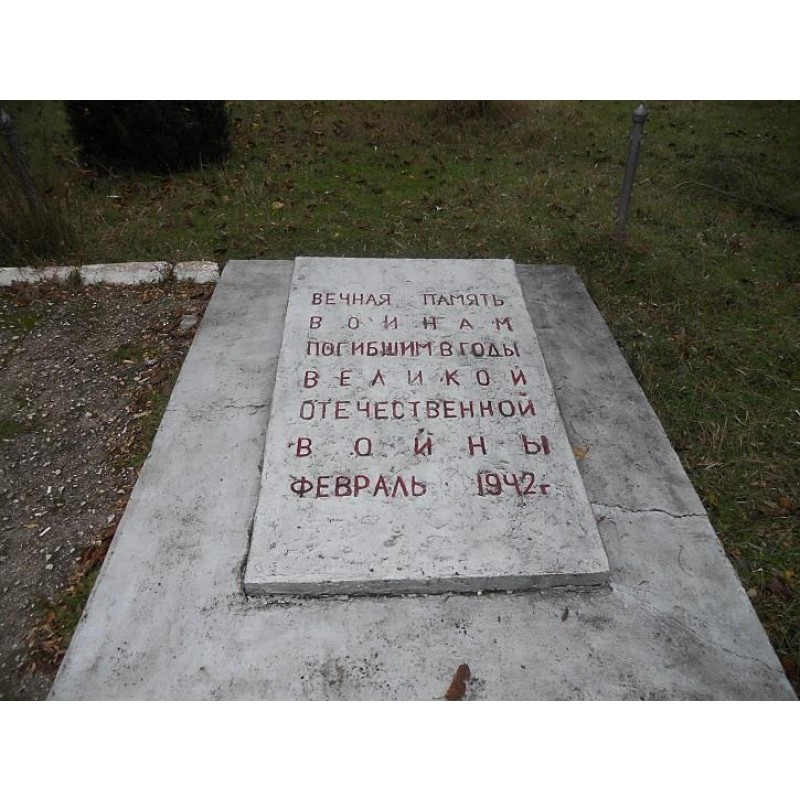 ВЕЧНАЯ ПАМЯТЬ
ВОИНАМ
ПОГИБШИМ В ГОДЫ
ВЕЛИКОЙ
ОТЕЧЕСТВЕННОЙ
ВОЙНЫ
ФЕВРАЛЬ 1942г